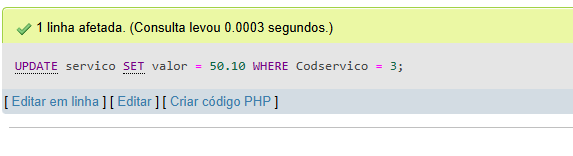 1 linha afetada. (Consulta levou 0.0003 segundos.)
UPDATE servico SET valor = 50.10 WHERE Codservico = 3;
[ Editar em linha ] [ Editar ] [ Criar código PHP ]